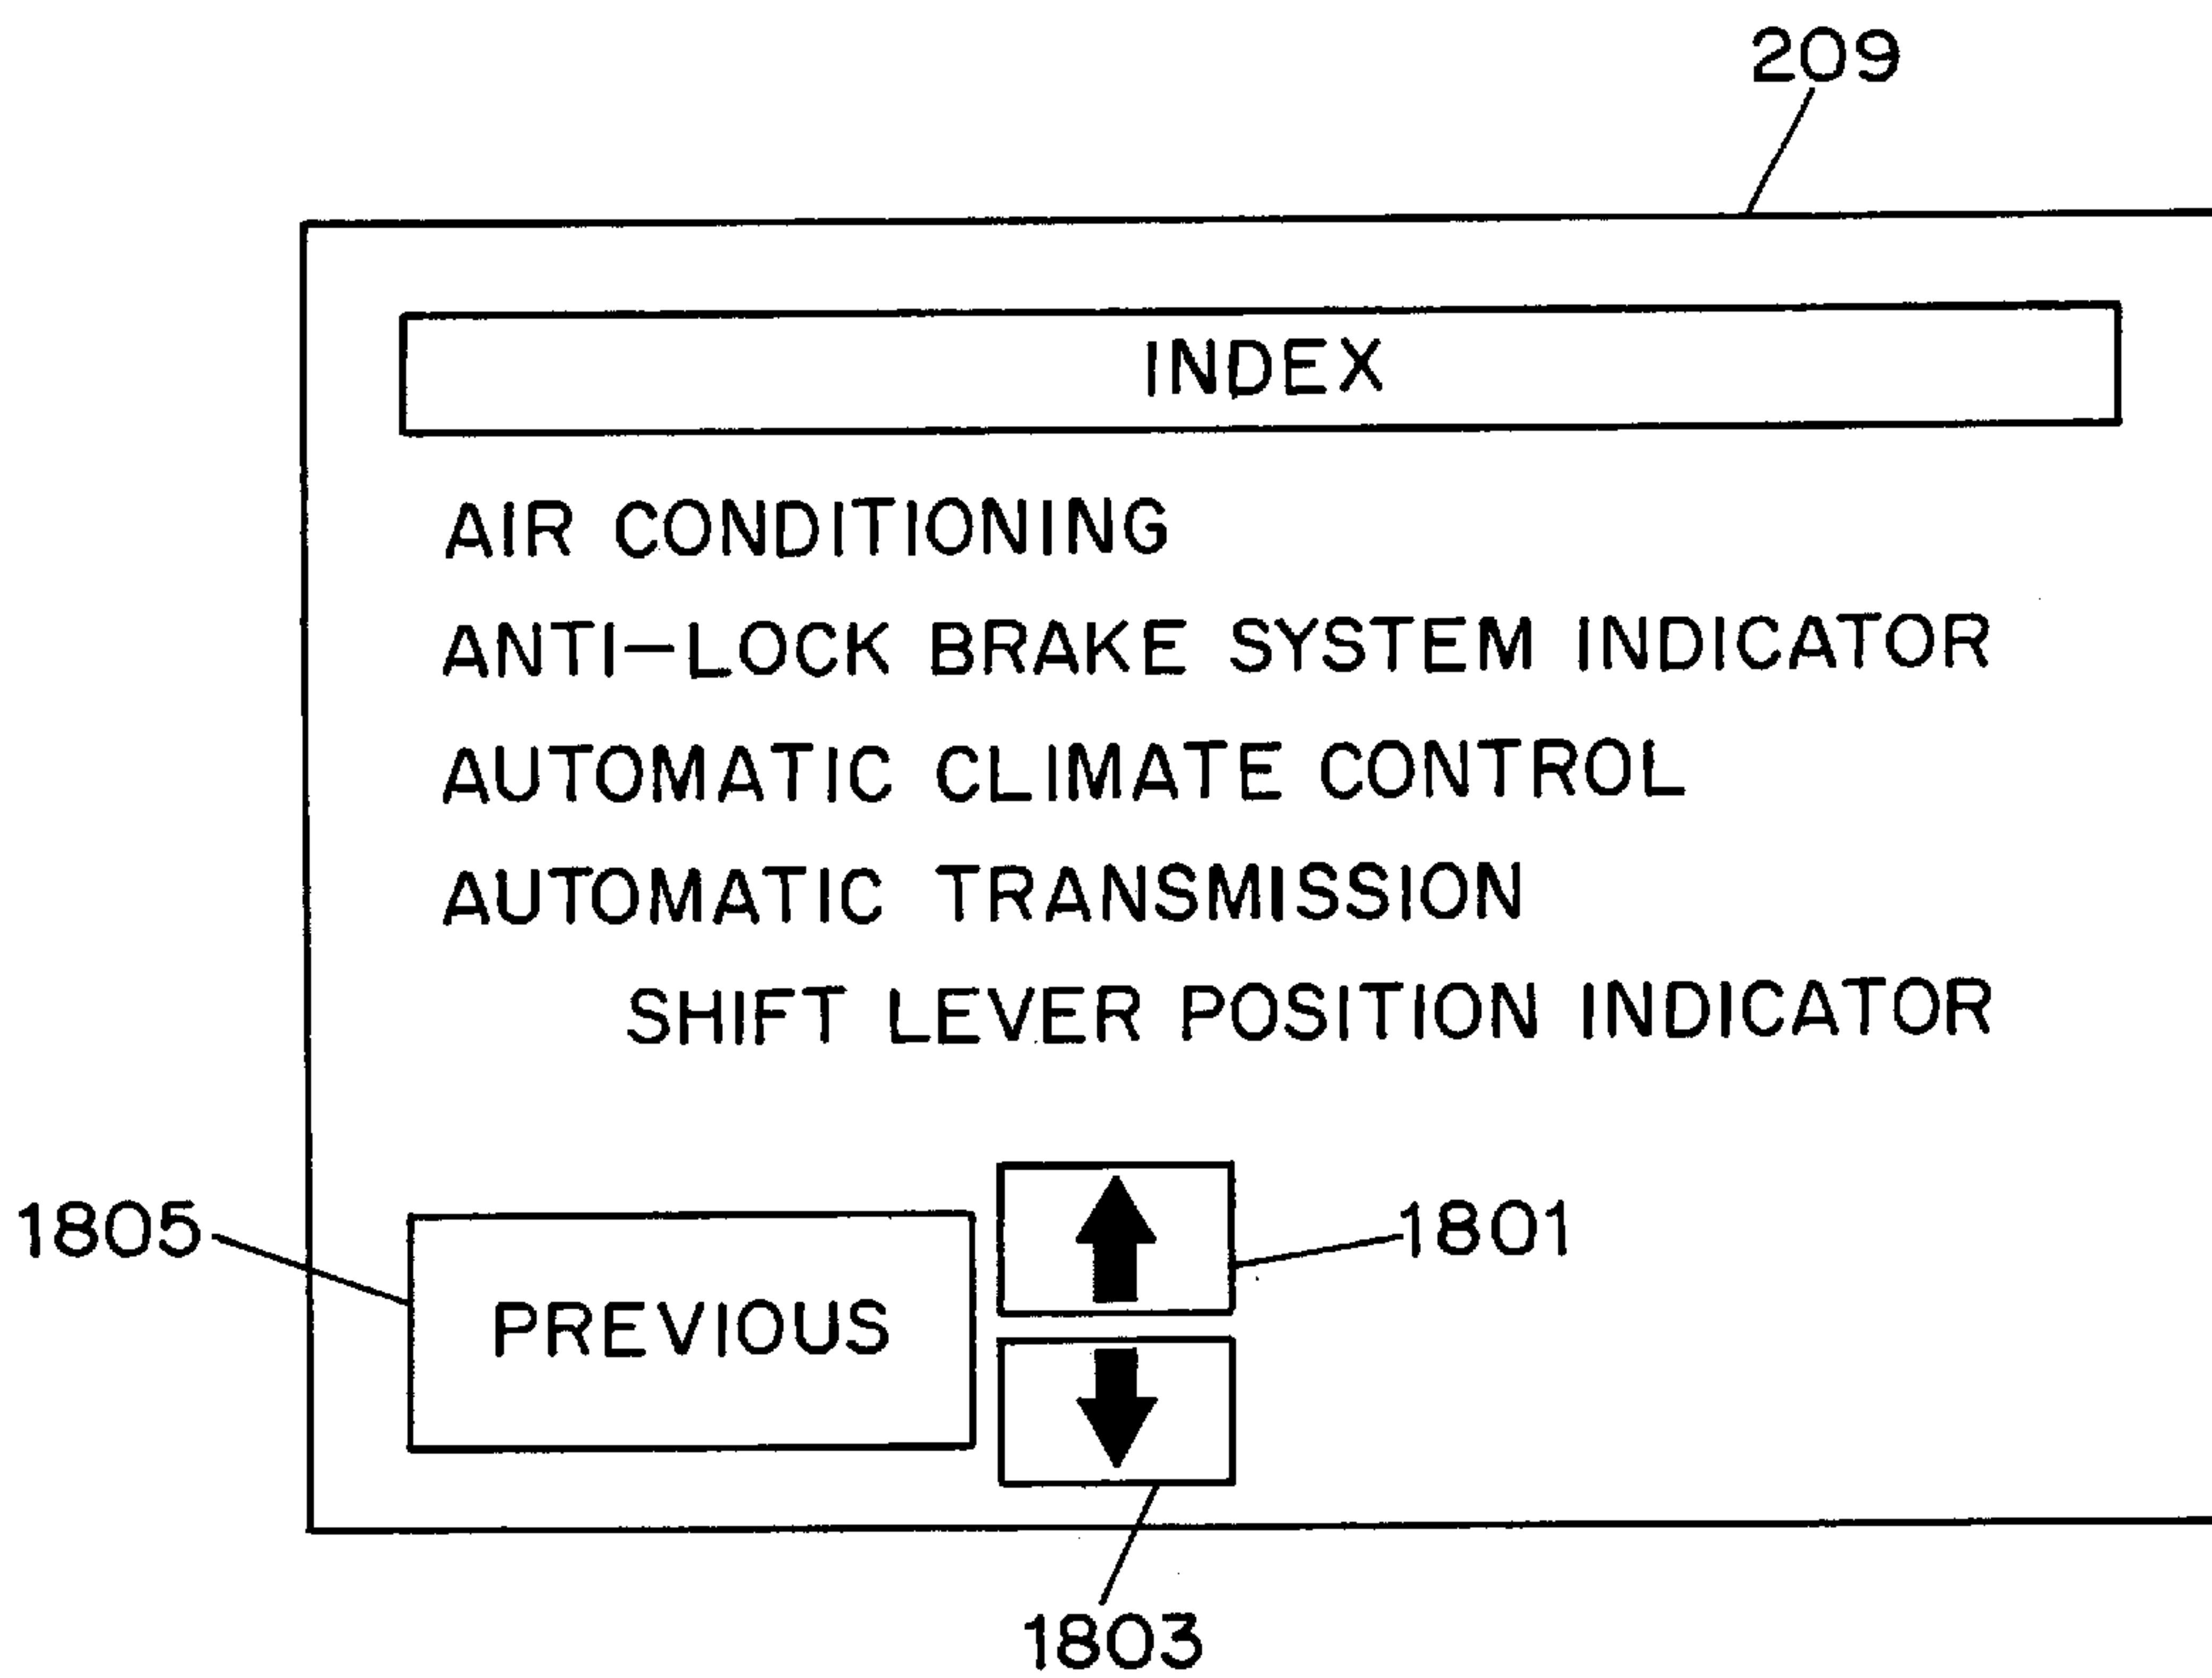 209
INDEX
AIR CONDITIONING
ANTI-LOCK BRAKE SYSTEM INDICATOR
AUTOMATIC CLIMATE CONTROL
AUTOMATIC TRANSMISSION
SHIFT LEVER POSITION INDICATOR
1805
1801
PREVIOUS
1803